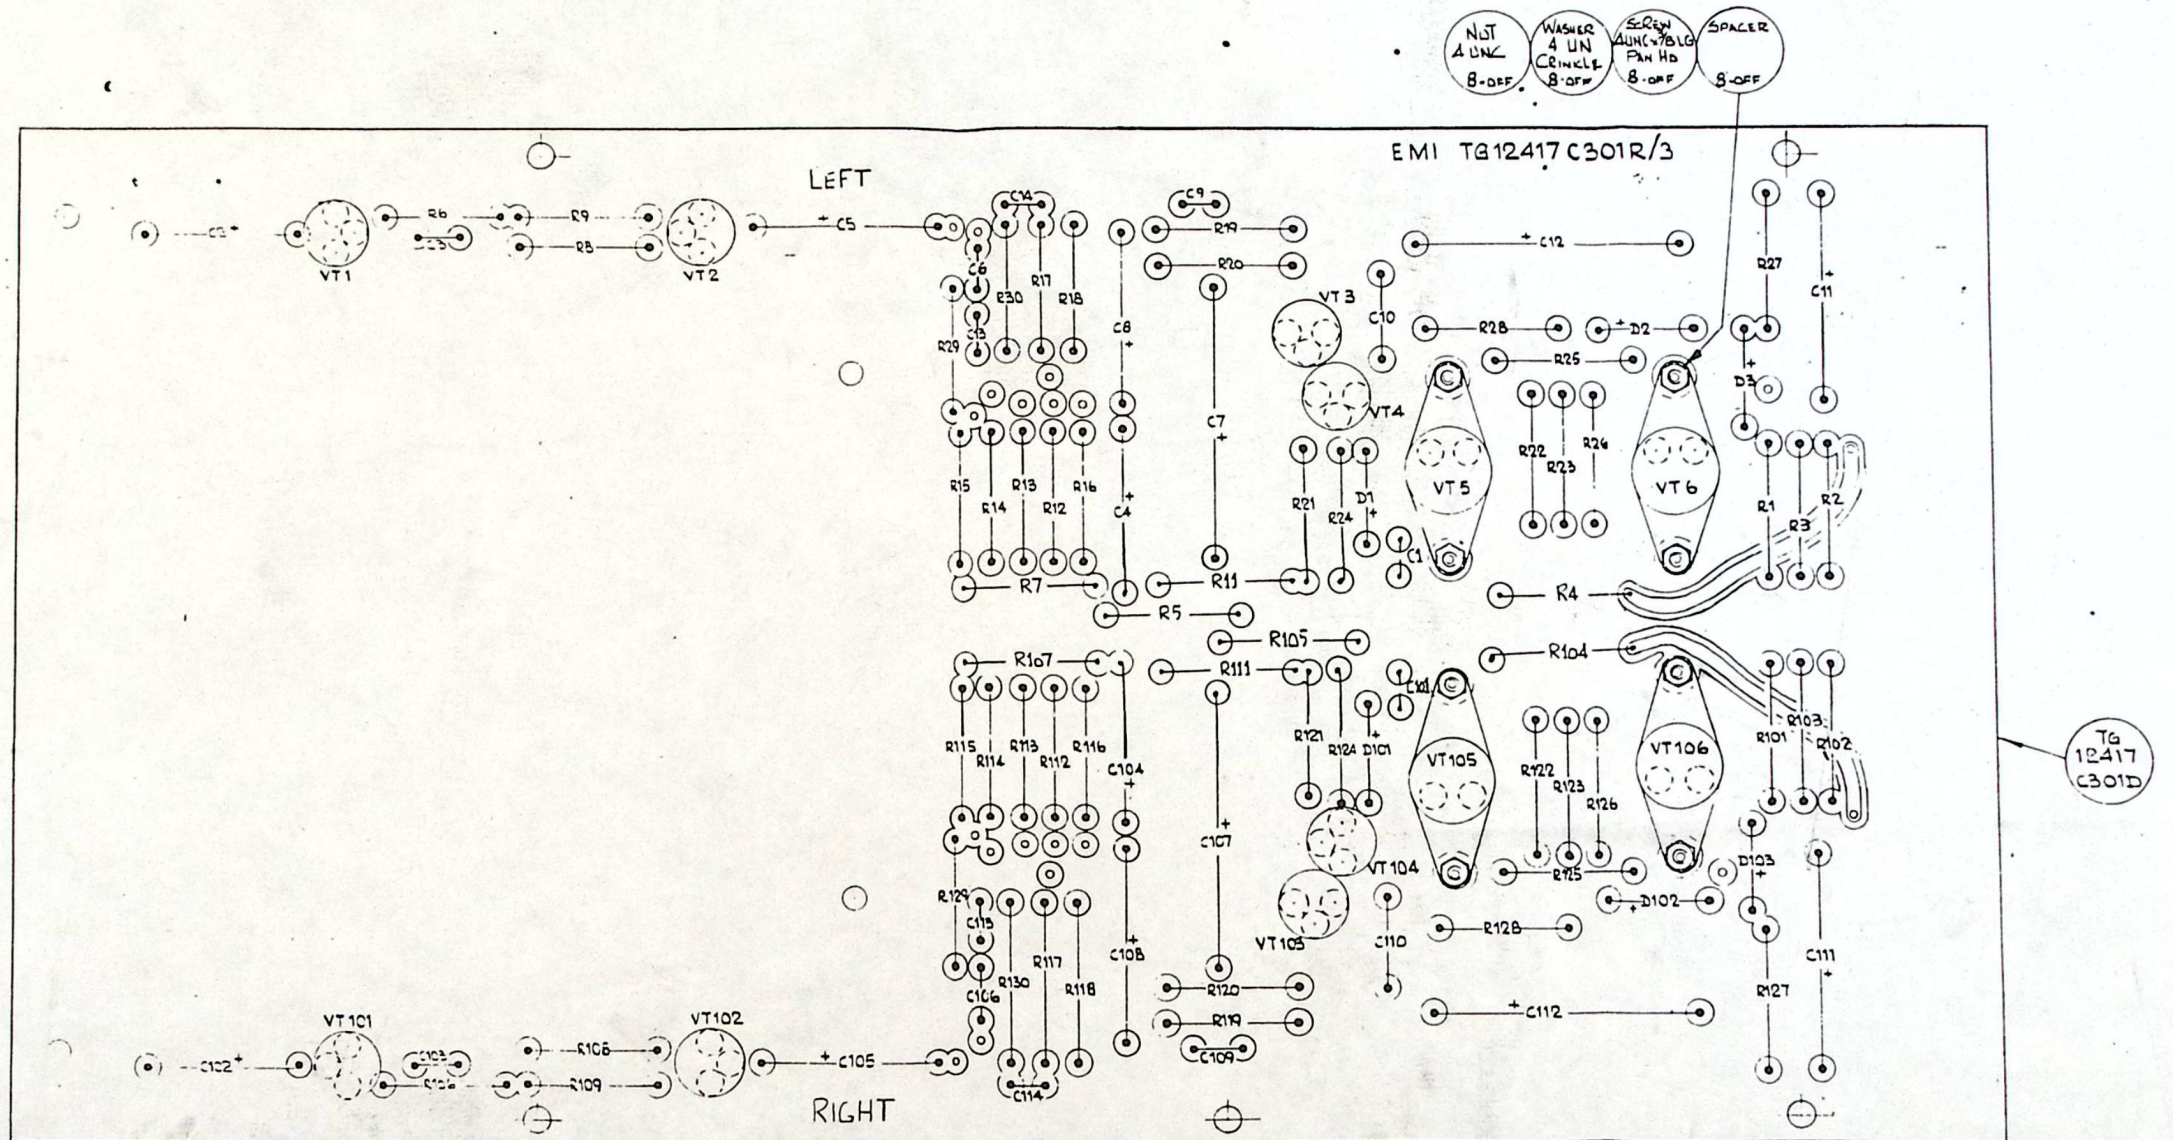 NUT
4 UNC
8-OFF
WASHER
4 UN
CRINKLE
8-OFF
SCREW
4UNC x 7/8 LG
PAN HD
8-OFF
SPACER
8-OFF
EMI TG12417 C301R/3
LEFT
C2 +
VT1
R6
C3
R9
R8
VT2
+ C5
C14
C6
C13
R29
R30
R17
R18
C8
+
C9
R19
R20
C7
+
VT3
VT4
C10
+ C12
R28
+ D2
R25
R27
C11
+
D3
+
R15
R14
R13
R12
R16
C4
+
R21
R24
D1
+
C1
VT5
R22
R23
R26
VT6
R1
R3
R2
R7
R11
R5
R4
R105
R107
R111
R104
C101
R115
R114
R113
R112
R116
C104
+
R121
R124
D101
+
VT105
R122
R123
R126
VT106
R101
R103
R102
TG
12417
C301D
C107
+
VT104
VT103
R125
D102
+
D103
+
R129
C113
C106
R130
R117
R118
C108
+
C110
R128
C111
+
R127
R120
R119
C109
+ C112
VT101
C102 +
C103
R106
R108
R109
VT102
+ C105
C114
RIGHT